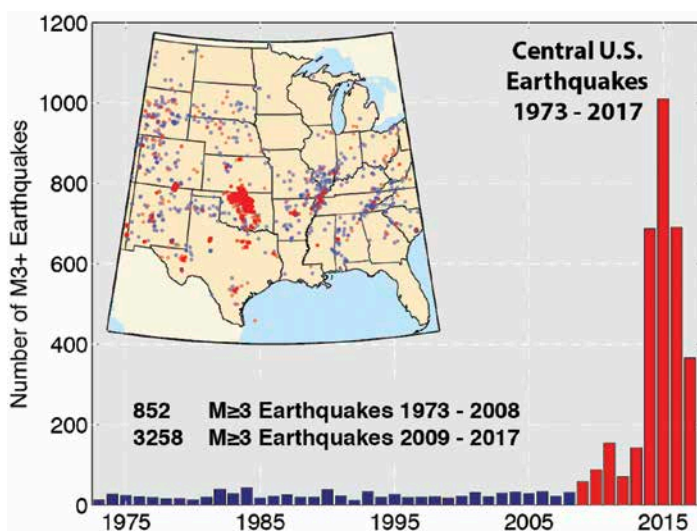 Central U.S.
Earthquakes
1973 - 2017
Number of M3+ Earthquakes
1200
1000
800
600
400
200
0
852 M≥3 Earthquakes 1973 - 2008
3258 M≥3 Earthquakes 2009 - 2017
1975 1985 1995 2005 2015